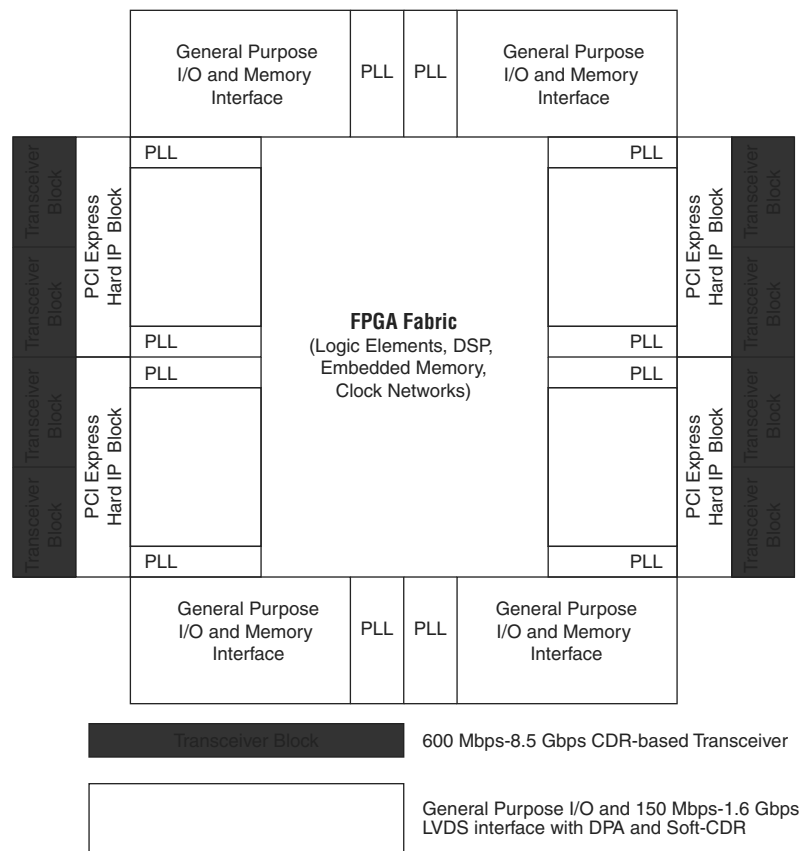 General Purpose
I/O and Memory
Interface
PLL
PLL
General Purpose
I/O and Memory
Interface
Transceiver
Block
Transceiver
Block
Transceiver
Block
Transceiver
Block
PCI Express
Hard IP Block
PCI Express
Hard IP Block
PLL
PLL
PLL
PLL
FPGA Fabric
(Logic Elements, DSP,
Embedded Memory,
Clock Networks)
PLL
PLL
PLL
PLL
PCI Express
Hard IP Block
PCI Express
Hard IP Block
Transceiver
Block
Transceiver
Block
Transceiver
Block
Transceiver
Block
General Purpose
I/O and Memory
Interface
PLL
PLL
General Purpose
I/O and Memory
Interface
Transceiver Block
600 Mbps-8.5 Gbps CDR-based Transceiver
General Purpose I/O and 150 Mbps-1.6 Gbps
LVDS interface with DPA and Soft-CDR